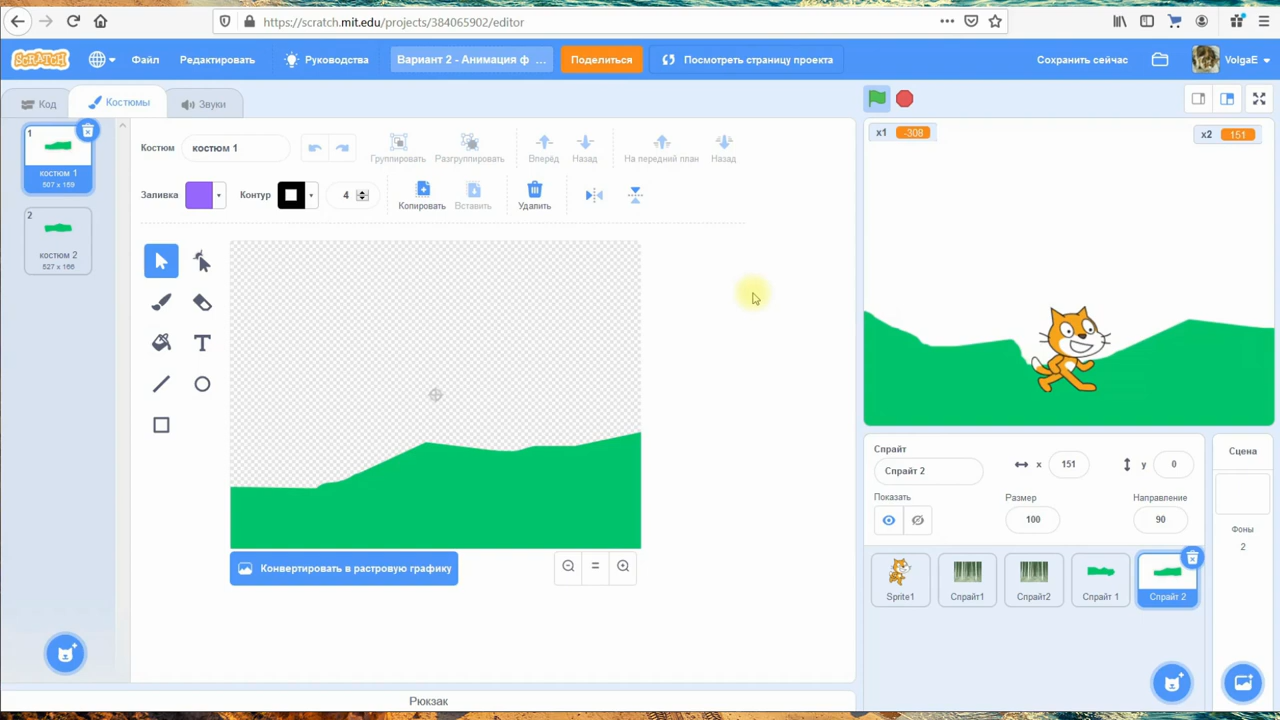 https://scratch.mit.edu/projects/384065902/editor
SCRATCH
Файл
Редактировать
Руководства
Вариант 2 - Анимация ф ...
Поделиться
Посмотреть страницу проекта
Сохранить сейчас
VolgaE
Код
Костюмы
Звуки
1
костюм 1
507 x 159
2
костюм 2
527 x 166
Костюм
костюм 1
Группировать
Разгруппировать
Вперёд
Назад
На передний план
Назад
Заливка
Контур
4
Копировать
Вставить
Удалить
T
Конвертировать в растровую графику
Рюкзак
x1 -308
x2 151
Спрайт
Спрайт 2
x 151
y 0
Показать
Размер
100
Направление
90
Sprite1
Спрайт1
Спрайт2
Спрайт 1
Спрайт 2
Сцена
Фоны
2